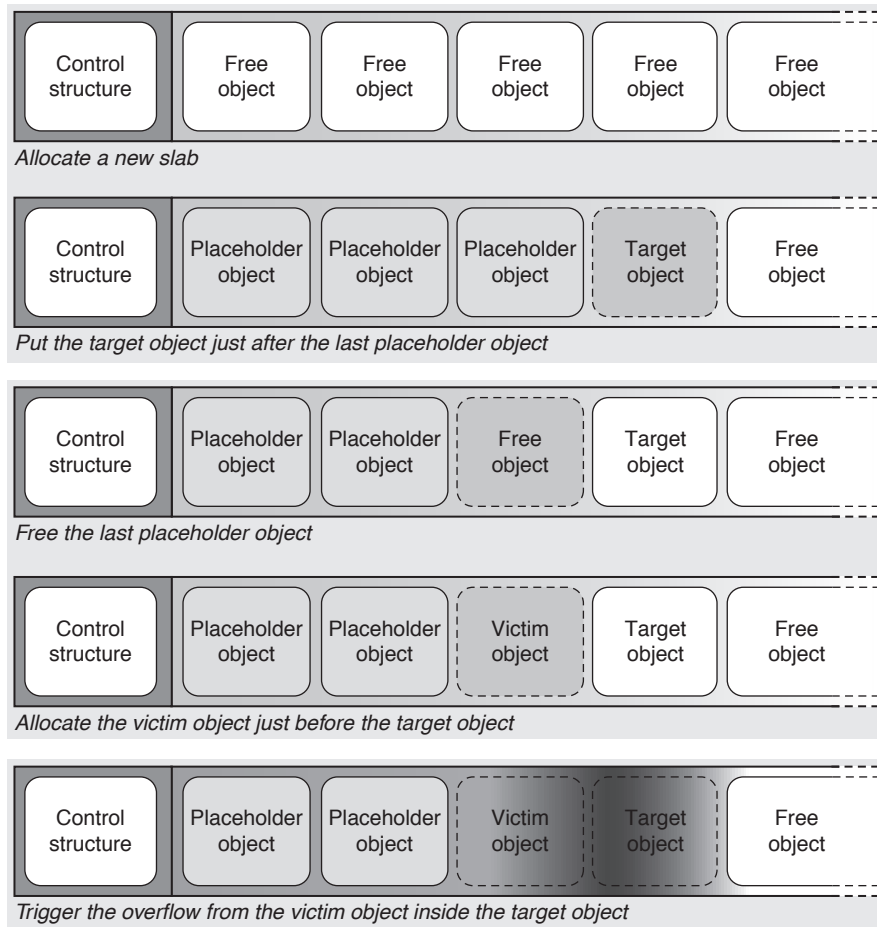 Control
structure
Free
object
Free
object
Free
object
Free
object
Free
object
Allocate a new slab
Control
structure
Placeholder
object
Placeholder
object
Placeholder
object
Target
object
Free
object
Put the target object just after the last placeholder object
Control
structure
Placeholder
object
Placeholder
object
Free
object
Target
object
Free
object
Free the last placeholder object
Control
structure
Placeholder
object
Placeholder
object
Victim
object
Target
object
Free
object
Allocate the victim object just before the target object
Control
structure
Placeholder
object
Placeholder
object
Victim
object
Target
object
Free
object
Trigger the overflow from the victim object inside the target object